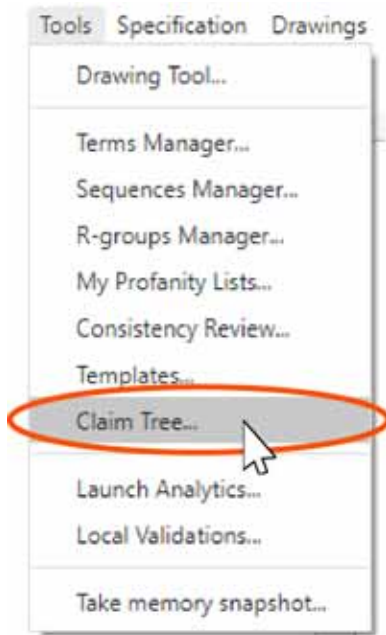 Tools Specification Drawings
Drawing Tool...
Terms Manager...
Sequences Manager...
R-groups Manager...
My Profanity Lists...
Consistency Review...
Templates...
Claim Tree...
Launch Analytics...
Local Validations...
Take memory snapshot...